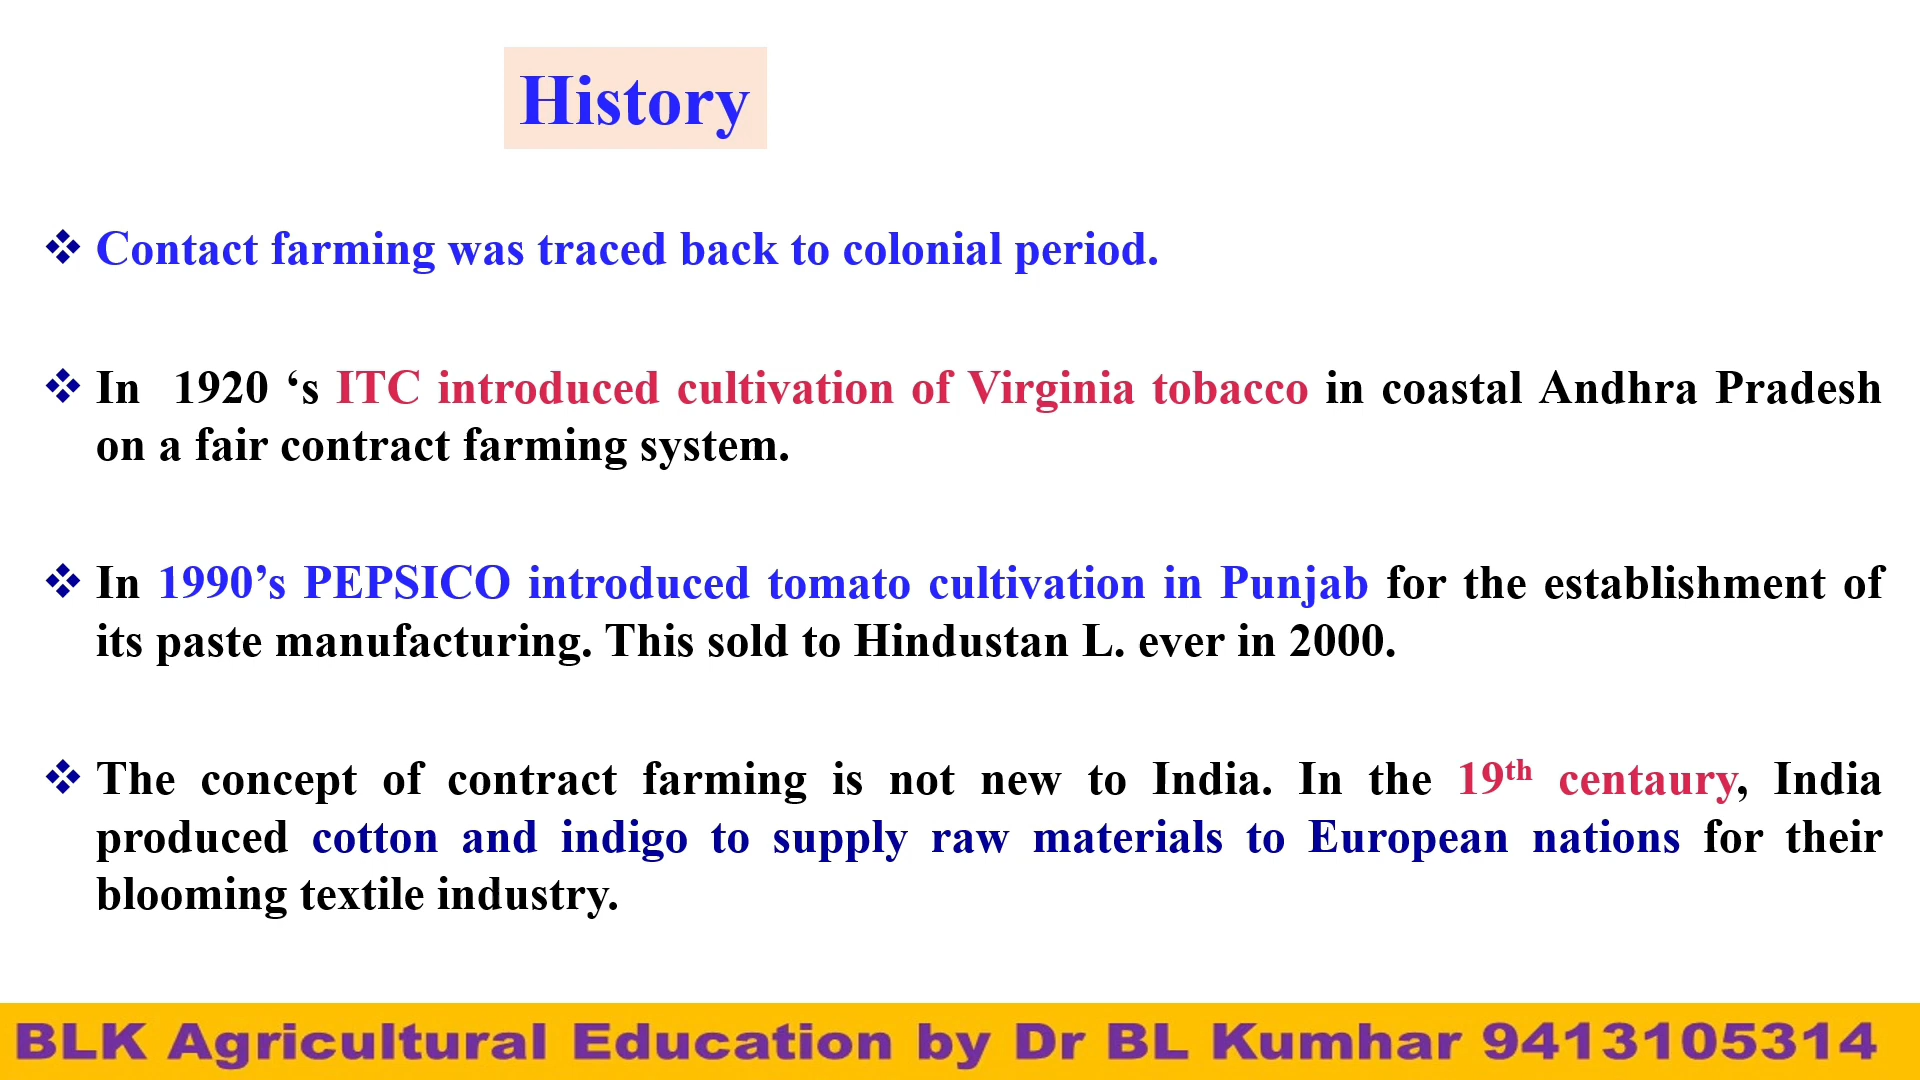 History
❖ Contact farming was traced back to colonial period.
❖ In 1920 ‘s ITC introduced cultivation of Virginia tobacco in coastal Andhra Pradesh
on a fair contract farming system.
❖ In 1990’s PEPSICO introduced tomato cultivation in Punjab for the establishment of
its paste manufacturing. This sold to Hindustan L. ever in 2000.
❖ The concept of contract farming is not new to India. In the 19th centaury, India
produced cotton and indigo to supply raw materials to European nations for their
blooming textile industry.
BLK Agricultural Education by Dr BL Kumhar 9413105314